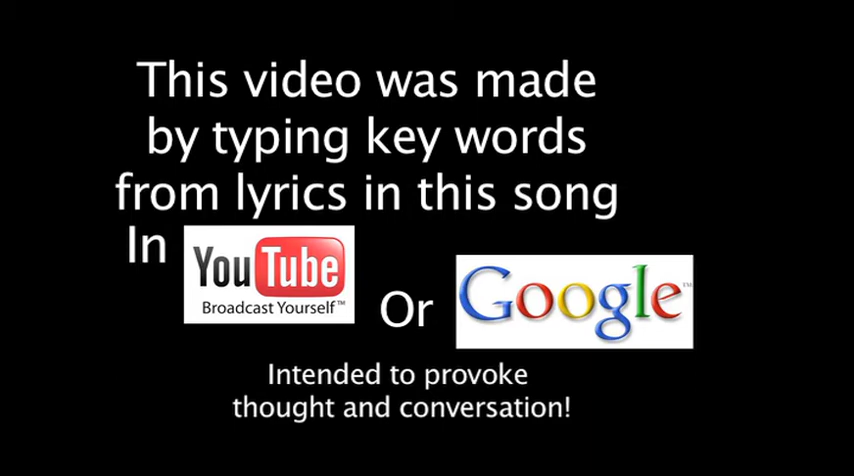 This video was made
by typing key words
from lyrics in this song
In YouTube
Broadcast Yourself™
Or Google™
Intended to provoke
thought and conversation!